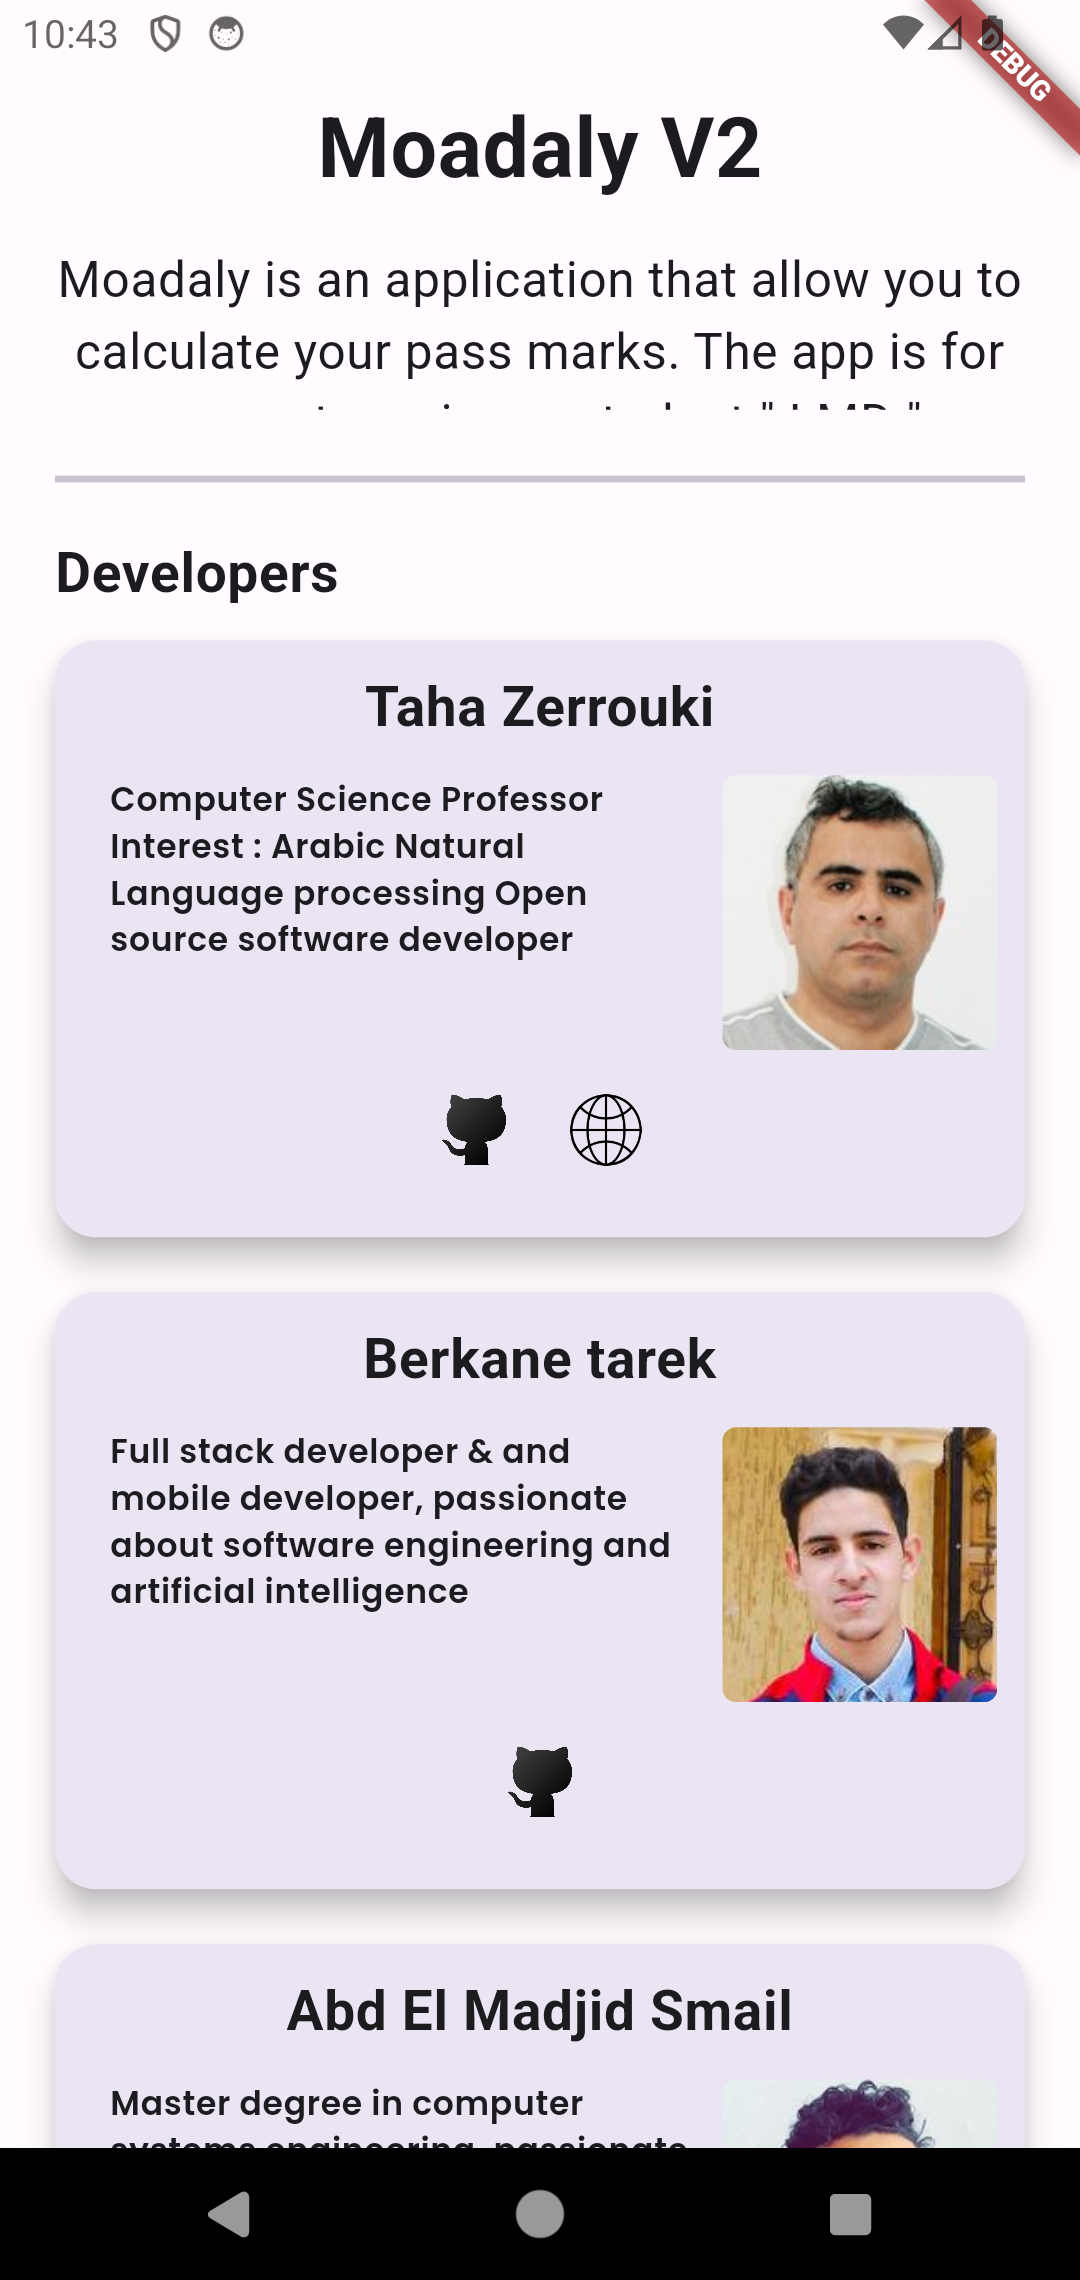 10:43
DEBUG
Moadaly V2
Moadaly is an application that allow you to
calculate your pass marks. The app is for
Developers
Taha Zerrouki
Computer Science Professor
Interest : Arabic Natural
Language processing Open
source software developer
Berkane tarek
Full stack developer & and
mobile developer, passionate
about software engineering and
artificial intelligence
Abd El Madjid Smail
Master degree in computer
systems engineering, passionate